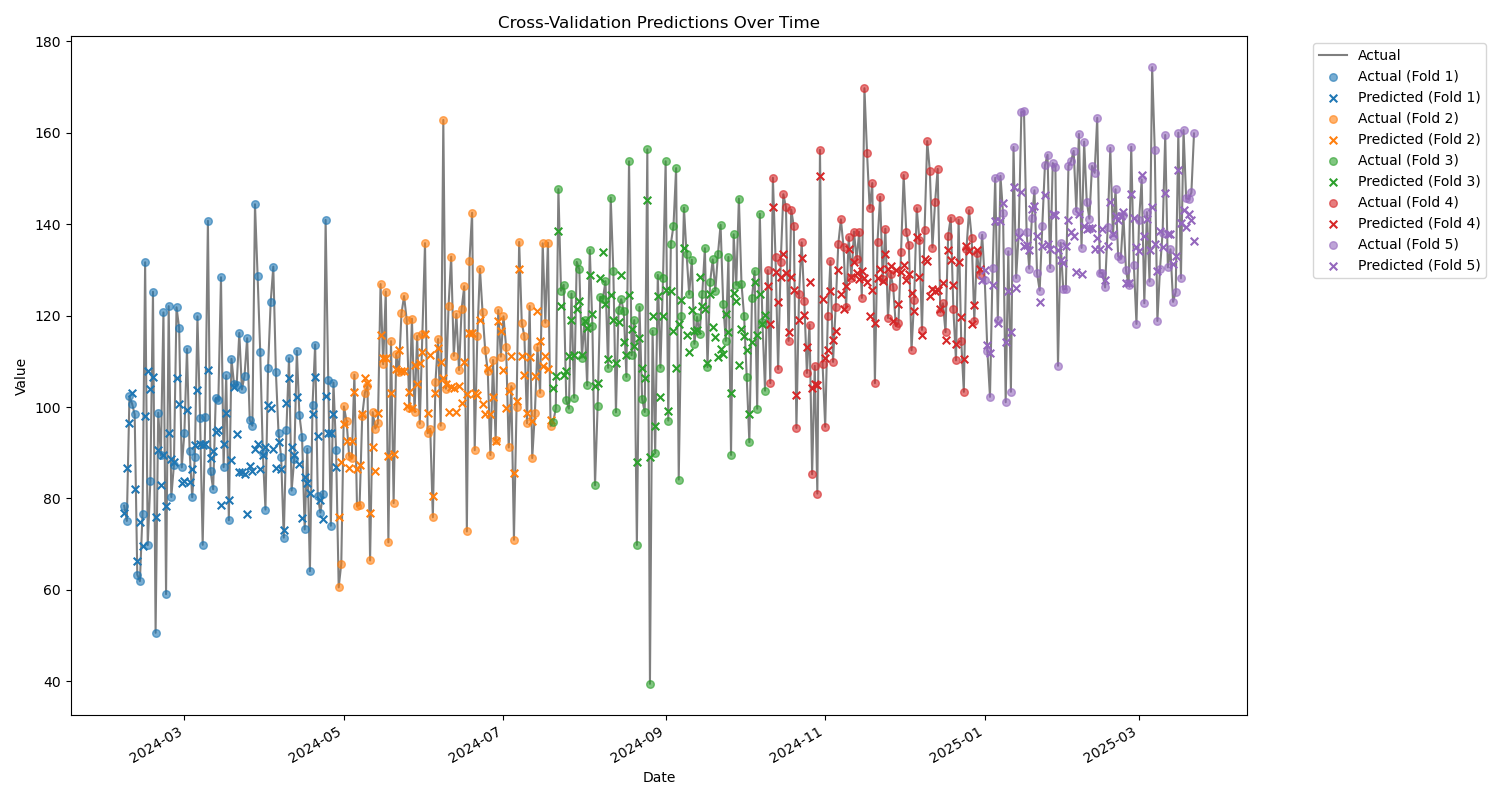 Cross-Validation Predictions Over Time
Value
180
160
140
120
100
80
60
40
2024-03
2024-05
2024-07
2024-09
2024-11
2025-01
2025-03
Date
Actual
Actual (Fold 1)
Predicted (Fold 1)
Actual (Fold 2)
Predicted (Fold 2)
Actual (Fold 3)
Predicted (Fold 3)
Actual (Fold 4)
Predicted (Fold 4)
Actual (Fold 5)
Predicted (Fold 5)